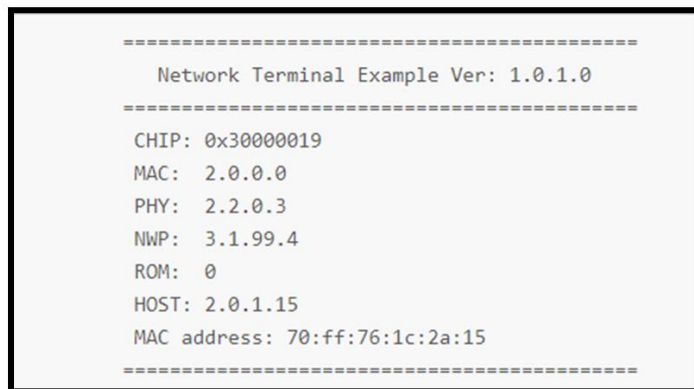 ============================================
Network Terminal Example Ver: 1.0.1.0
============================================
CHIP: 0x30000019
MAC: 2.0.0.0
PHY: 2.2.0.3
NWP: 3.1.99.4
ROM: 0
HOST: 2.0.1.15
MAC address: 70:ff:76:1c:2a:15
============================================